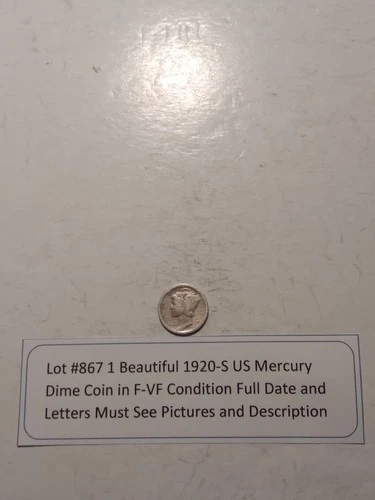 Lot #867 1 Beautiful 1920-S US Mercury
Dime Coin in F-VF Condition Full Date and
Letters Must See Pictures and Description